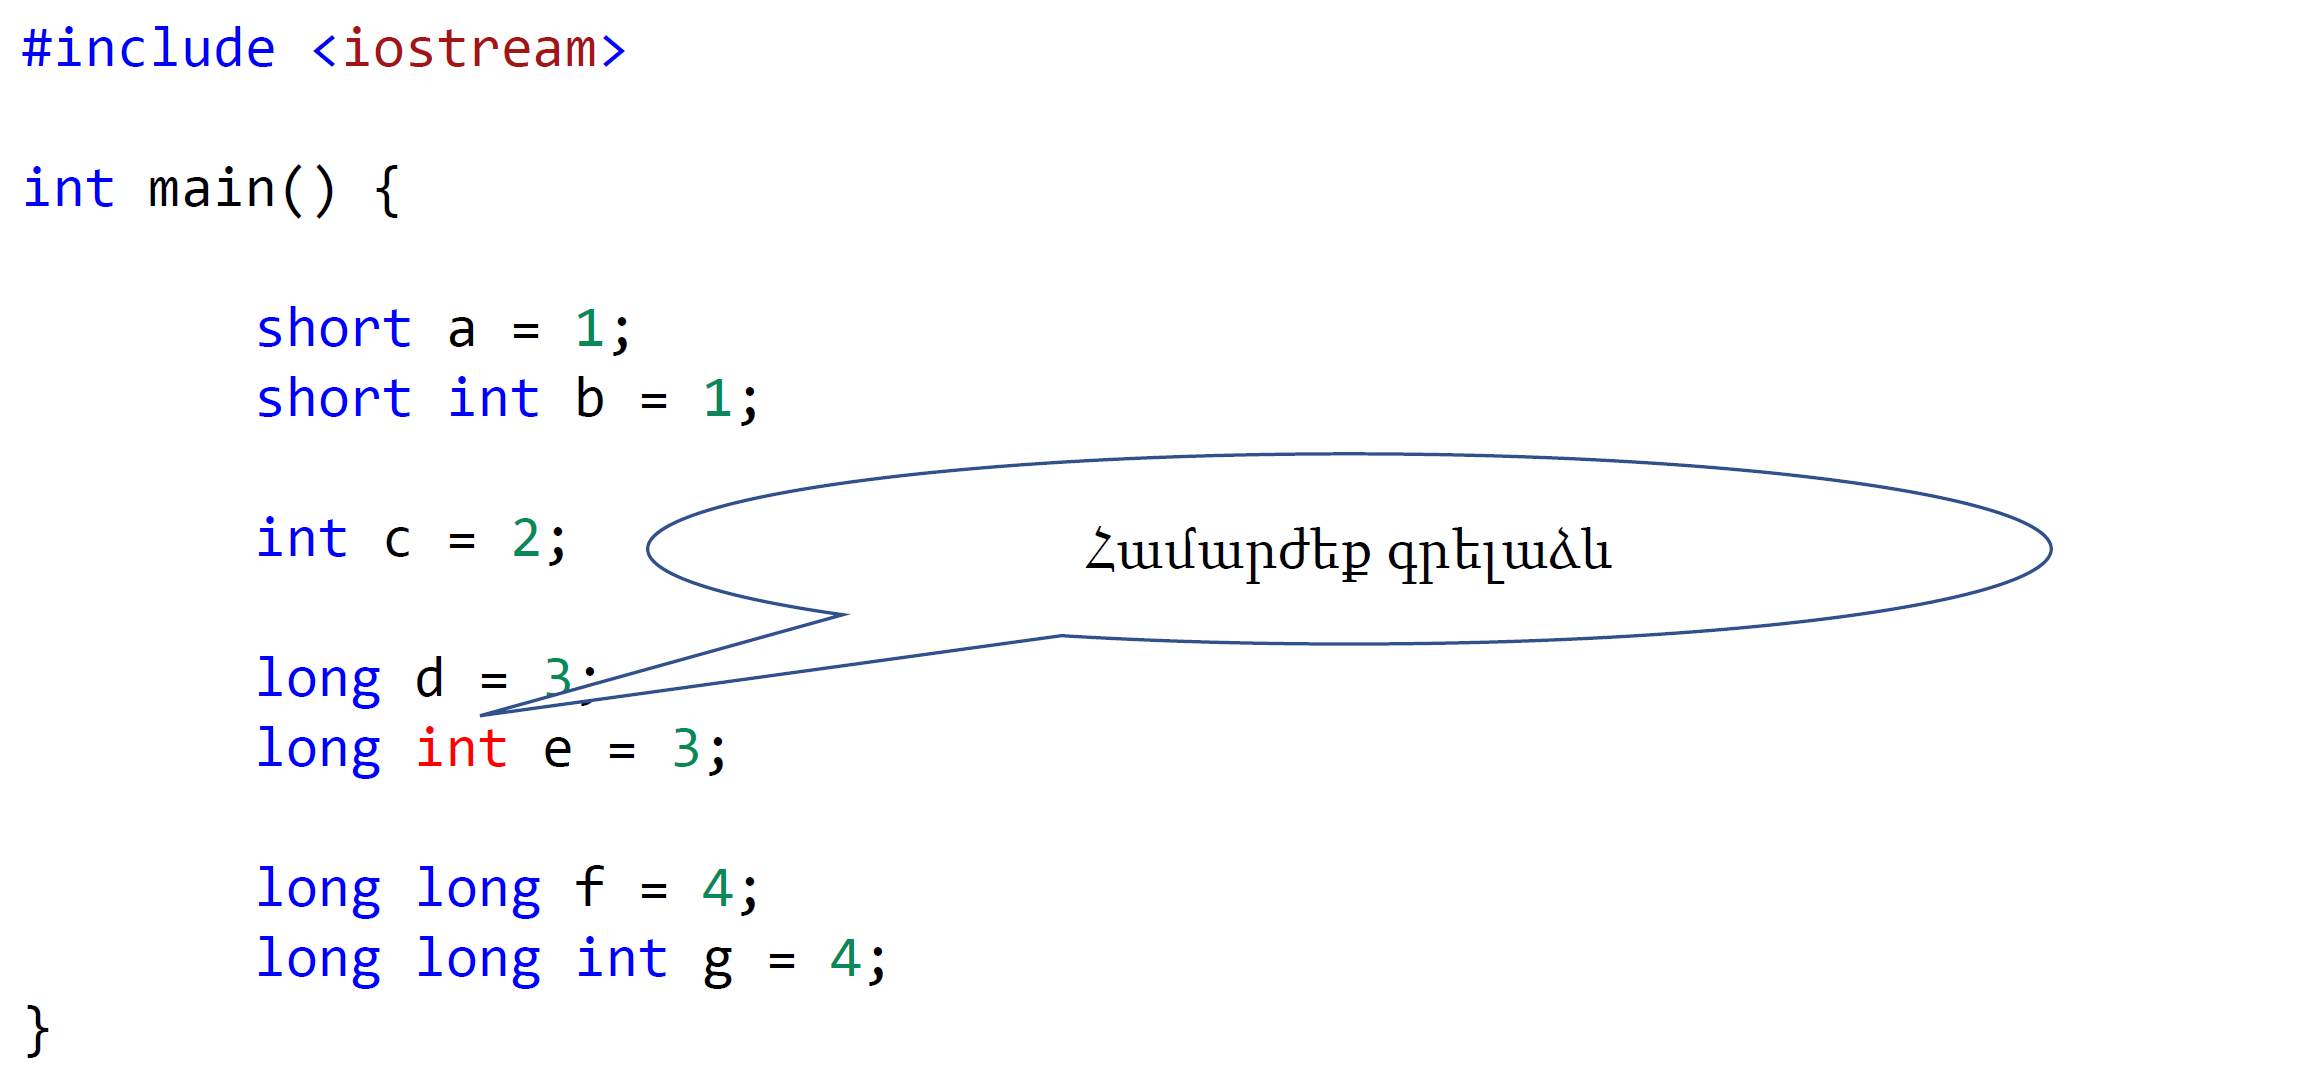 #include <iostream>
int main() {
short a = 1;
short int b = 1;
int c = 2;
Համարժեք գրելաձև
long d = 3;
long int e = 3;
long long f = 4;
long long int g = 4;
}